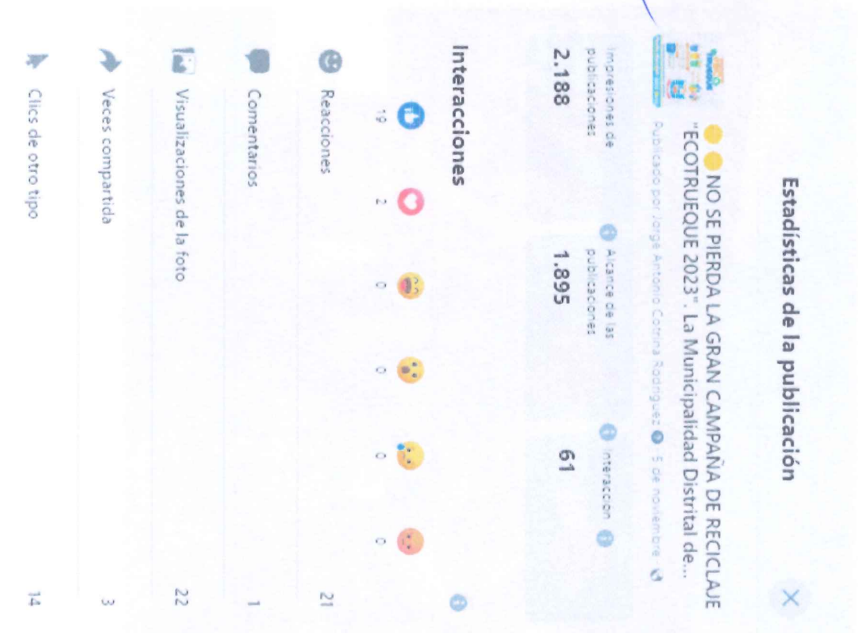 Estadísticas de la publicación
NO SE PIERDA LA GRAN CAMPAÑA DE RECICLAJE
"ECOTRUEQUE 2023". La Municipalidad Distrital de...
Publicado por Jorge Antonio Cotrina Rodriguez · 5 de noviembre ·
Impresiones de
publicaciones
2.188
Alcance de las
publicaciones
1.895
Interacción
61
Interacciones
19 2 0 0 0 0
Reacciones 21
Comentarios 1
Visualizaciones de la foto 22
Veces compartida 3
Clics de otro tipo 14